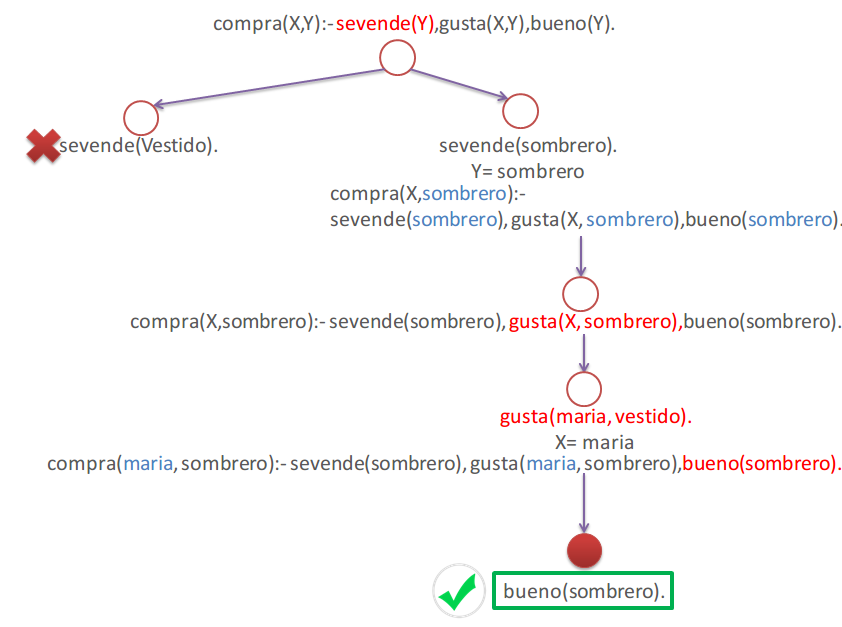 compra(X,Y):- sevende(Y),gusta(X,Y),bueno(Y).
sevende(Vestido).
sevende(sombrero).
Y= sombrero
compra(X,sombrero):-
sevende(sombrero), gusta(X, sombrero),bueno(sombrero).
compra(X,sombrero):- sevende(sombrero), gusta(X, sombrero),bueno(sombrero).
gusta(maria, vestido).
X= maria
compra(maria, sombrero):- sevende(sombrero), gusta(maria, sombrero),bueno(sombrero).
bueno(sombrero).